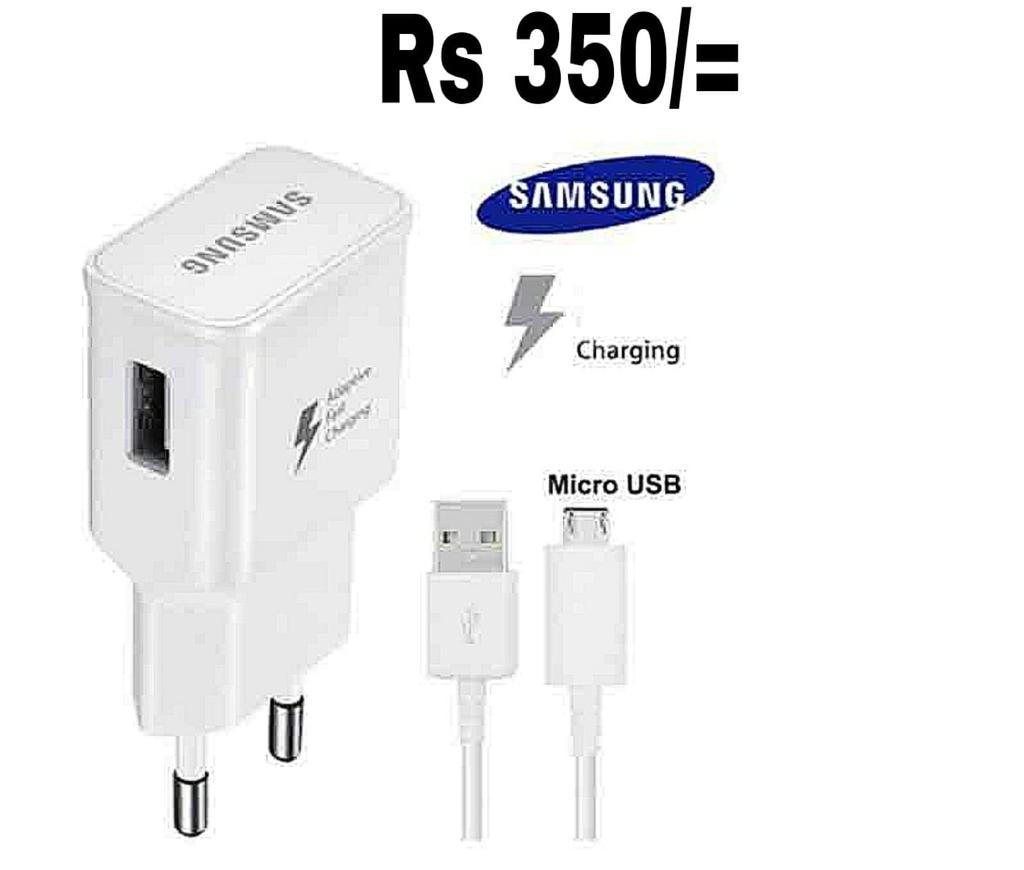 Rs 350/=
SAMSUNG
SAMSUNG
Charging
Adaptive
Fast
Charging
Micro USB